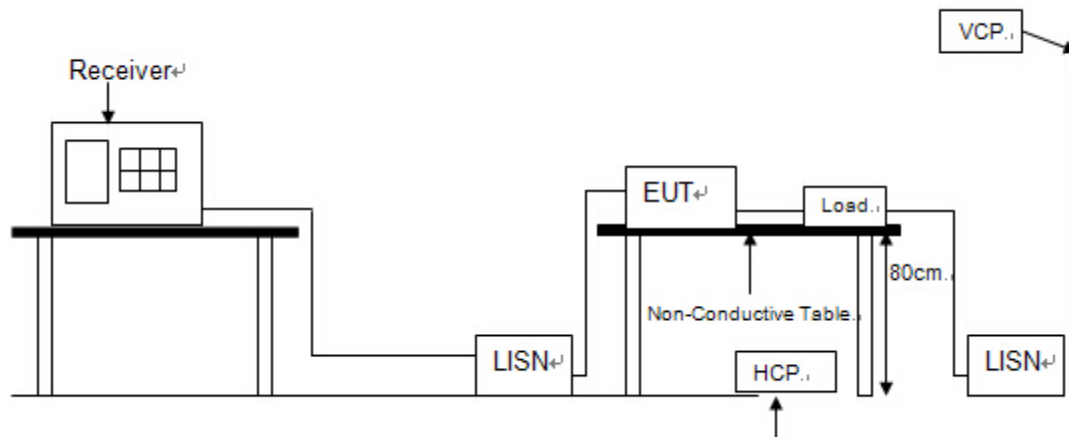 VCP.
Receiver
EUT
Load.
80cm.
Non-Conductive Table.
LISN
HCP.
LISN